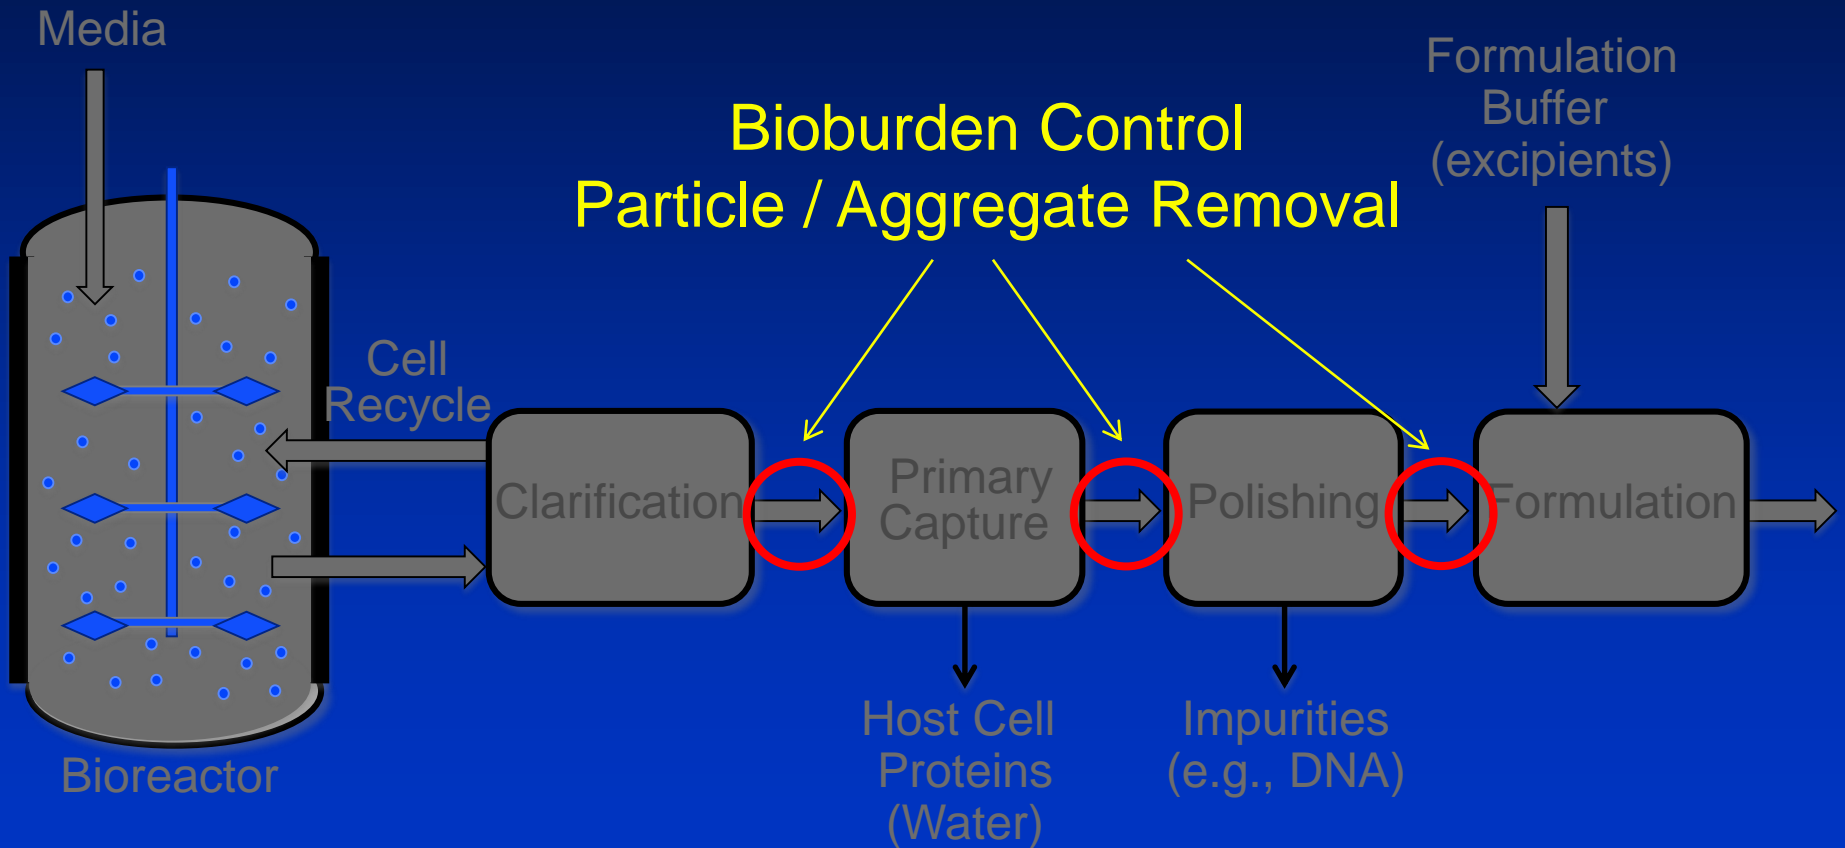 Media
Formulation
Buffer
(excipients)
Bioburden Control
Particle / Aggregate Removal
Cell
Recycle
Clarification
Primary
Capture
Polishing
Formulation
Host Cell
Proteins
(Water)
Impurities
(e.g., DNA)
Bioreactor